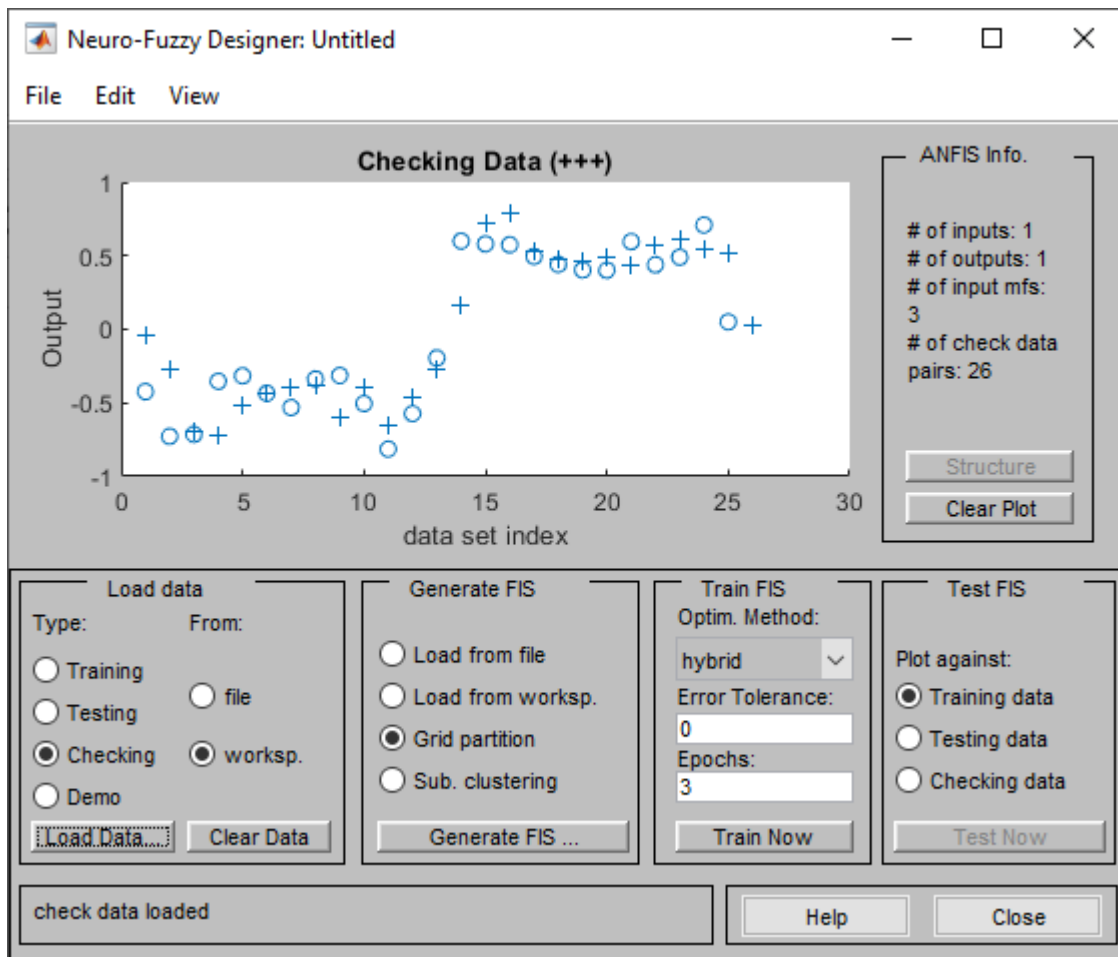 Neuro-Fuzzy Designer: Untitled
File Edit View
Checking Data (+++)
1
0.5
0
-0.5
-1
Output
0 5 10 15 20 25 30
data set index
ANFIS Info.
# of inputs: 1
# of outputs: 1
# of input mfs:
3
# of check data
pairs: 26
Structure
Clear Plot
Load data
Type: From:
Training
Testing
Checking
Demo
file
worksp.
Load Data... Clear Data
Generate FIS
Load from file
Load from worksp.
Grid partition
Sub. clustering
Generate FIS ...
Train FIS
Optim. Method:
hybrid
Error Tolerance:
0
Epochs:
3
Train Now
Test FIS
Plot against:
Training data
Testing data
Checking data
Test Now
check data loaded
Help Close